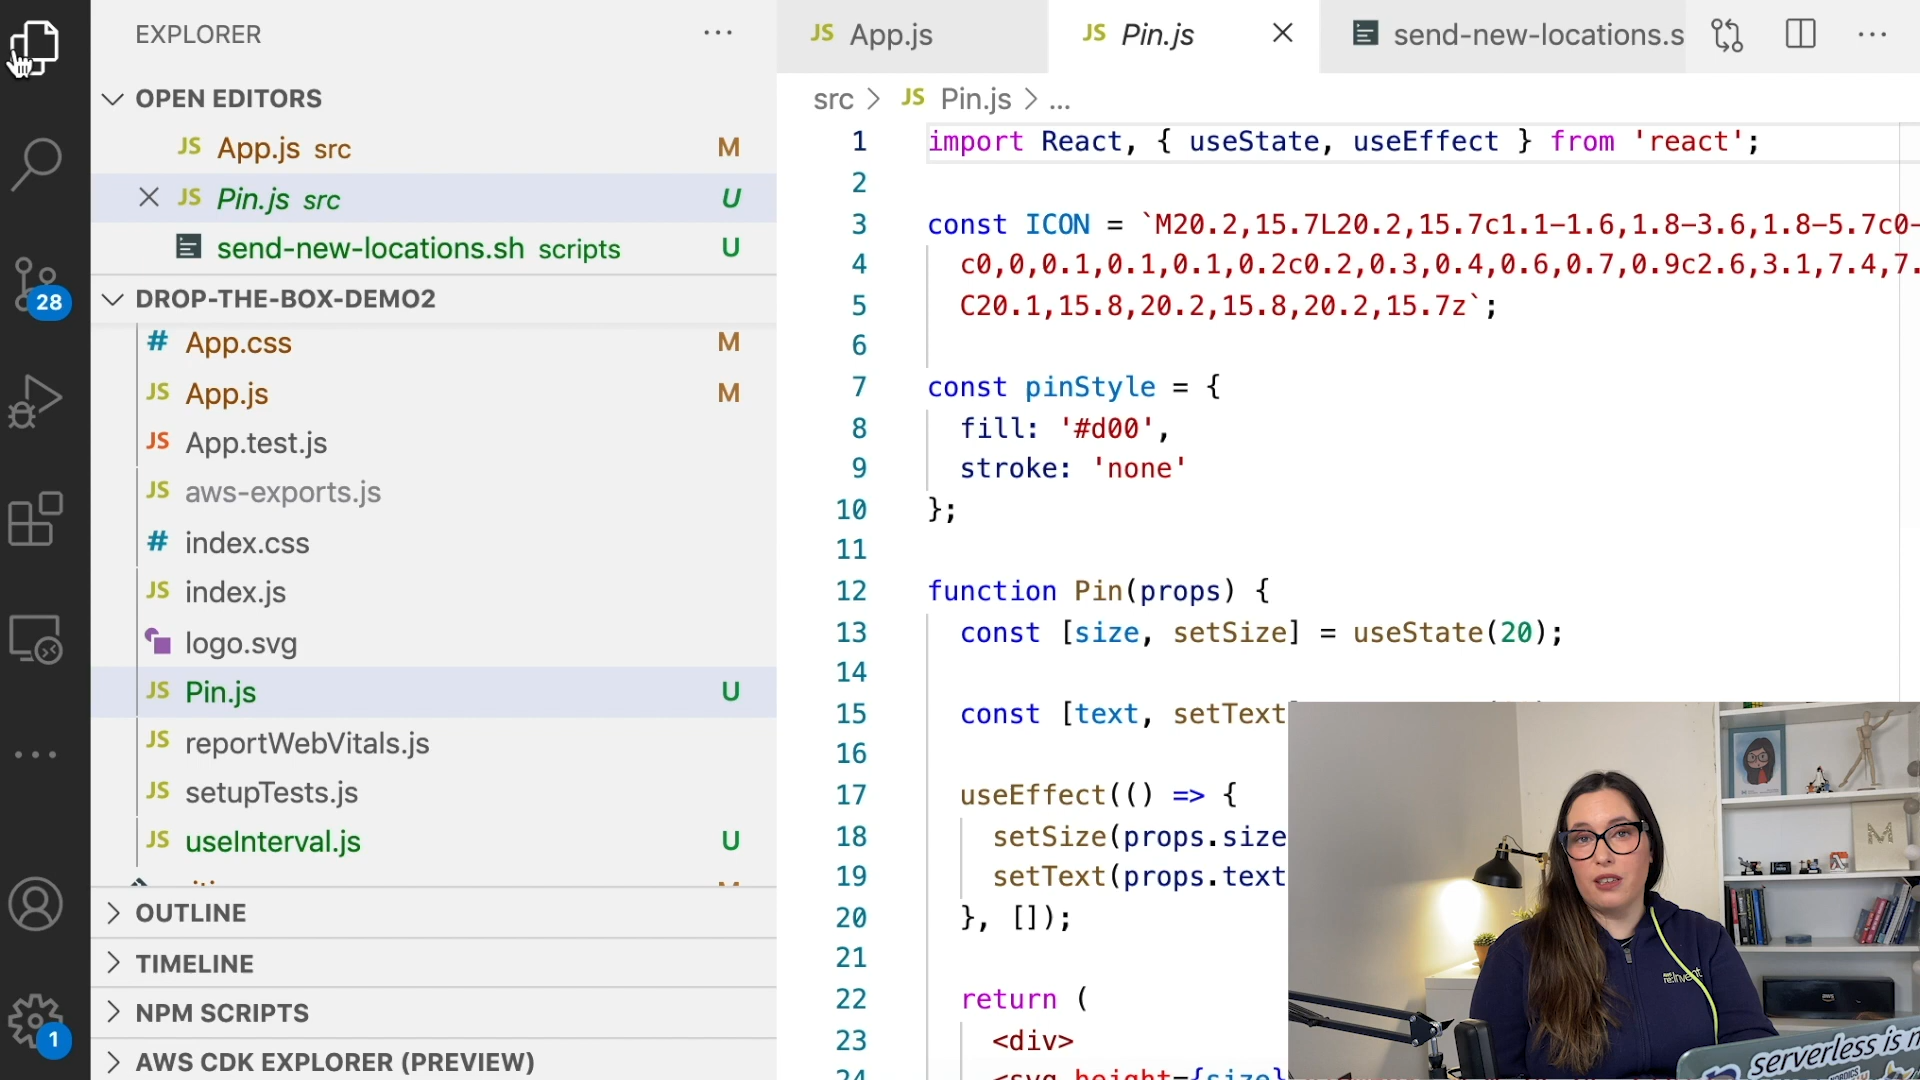 EXPLORER
OPEN EDITORS
JS App.js src M
JS Pin.js src U
send-new-locations.sh scripts U
DROP-THE-BOX-DEMO2
# App.css M
JS App.js M
JS App.test.js
JS aws-exports.js
# index.css
JS index.js
logo.svg
JS Pin.js U
JS reportWebVitals.js
JS setupTests.js
JS useInterval.js U
OUTLINE
TIMELINE
NPM SCRIPTS
AWS CDK EXPLORER (PREVIEW)
28
1
JS App.js
JS Pin.js
send-new-locations.s
src > JS Pin.js > ...
1 import React, { useState, useEffect } from 'react';
2
3 const ICON = `M20.2,15.7L20.2,15.7c1.1-1.6,1.8-3.6,1.8-5.7c0-
4 c0,0,0.1,0.1,0.1,0.2c0.2,0.3,0.4,0.6,0.7,0.9c2.6,3.1,7.4,7.
5 C20.1,15.8,20.2,15.8,20.2,15.7z`;
6
7 const pinStyle = {
8 fill: '#d00',
9 stroke: 'none'
10 };
11
12 function Pin(props) {
13 const [size, setSize] = useState(20);
14
15 const [text, setText
16
17 useEffect(() => {
18 setSize(props.size
19 setText(props.text
20 }, []);
21
22 return (
23 <div>
24 <svg height={size}
aws
re:Invent
M
aws
serverless is